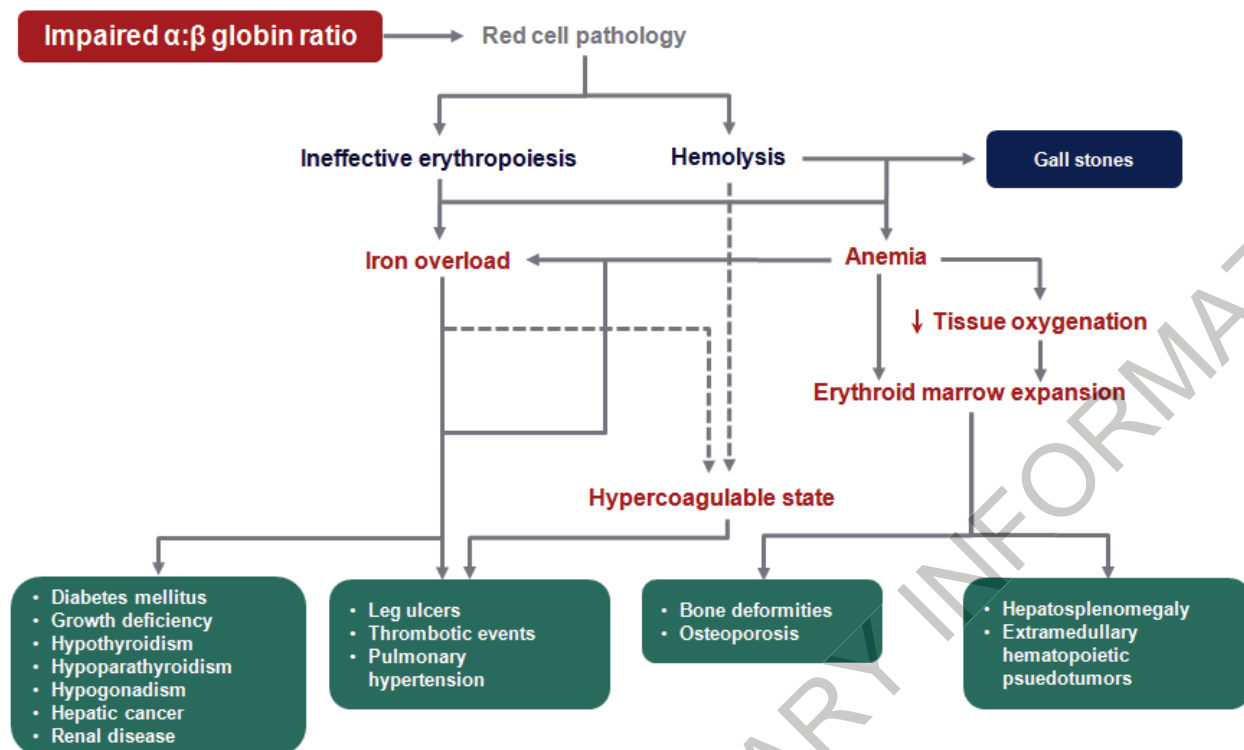 Impaired α:β globin ratio
Red cell pathology
Ineffective erythropoiesis
Hemolysis
Gall stones
Iron overload
Anemia
↓ Tissue oxygenation
Erythroid marrow expansion
Hypercoagulable state
• Diabetes mellitus
• Growth deficiency
• Hypothyroidism
• Hypoparathyroidism
• Hypogonadism
• Hepatic cancer
• Renal disease
• Leg ulcers
• Thrombotic events
• Pulmonary
hypertension
• Bone deformities
• Osteoporosis
• Hepatosplenomegaly
• Extramedullary
hematopoietic
psuedotumors
ARY INFORMAT